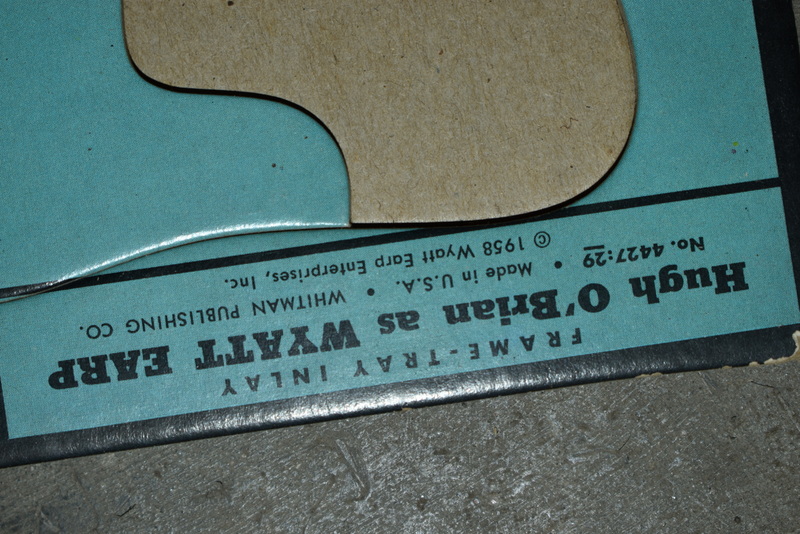 FRAME-TRAY INLAY
Hugh O'Brian as WYATT EARP
No. 4427:29 • Made in U.S.A. • WHITMAN PUBLISHING CO.
© 1958 Wyatt Earp Enterprises, Inc.